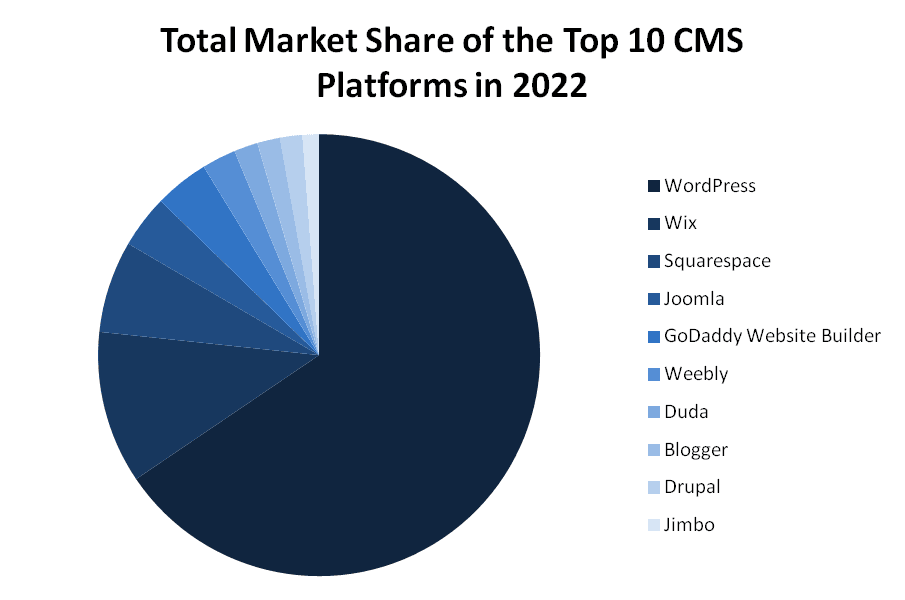 Total Market Share of the Top 10 CMS
Platforms in 2022
WordPress
Wix
Squarespace
Joomla
GoDaddy Website Builder
Weebly
Duda
Blogger
Drupal
Jimbo